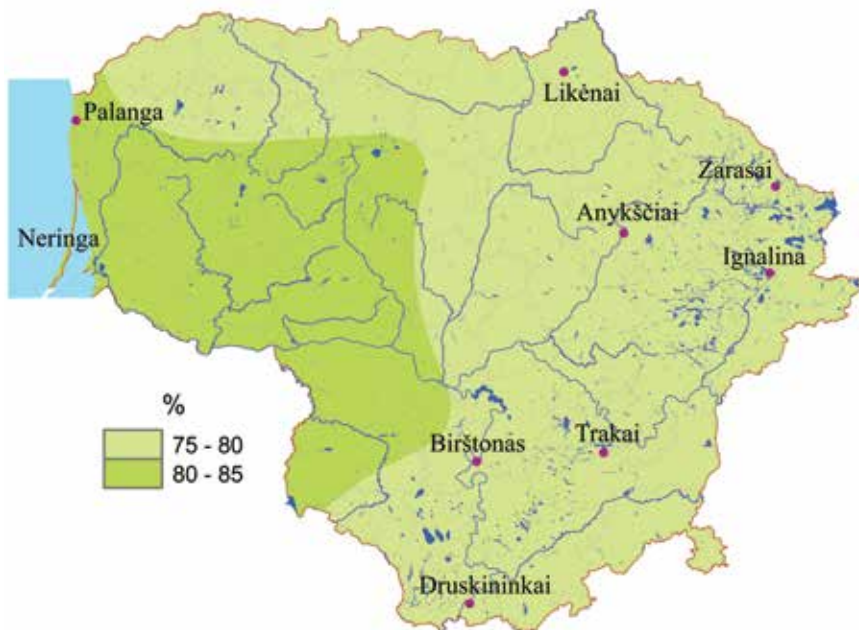 Likėnai
Palanga
Zarasai
Anykščiai
Neringa
Ignalina
%
75 - 80
80 - 85
Birštonas
Trakai
Druskininkai